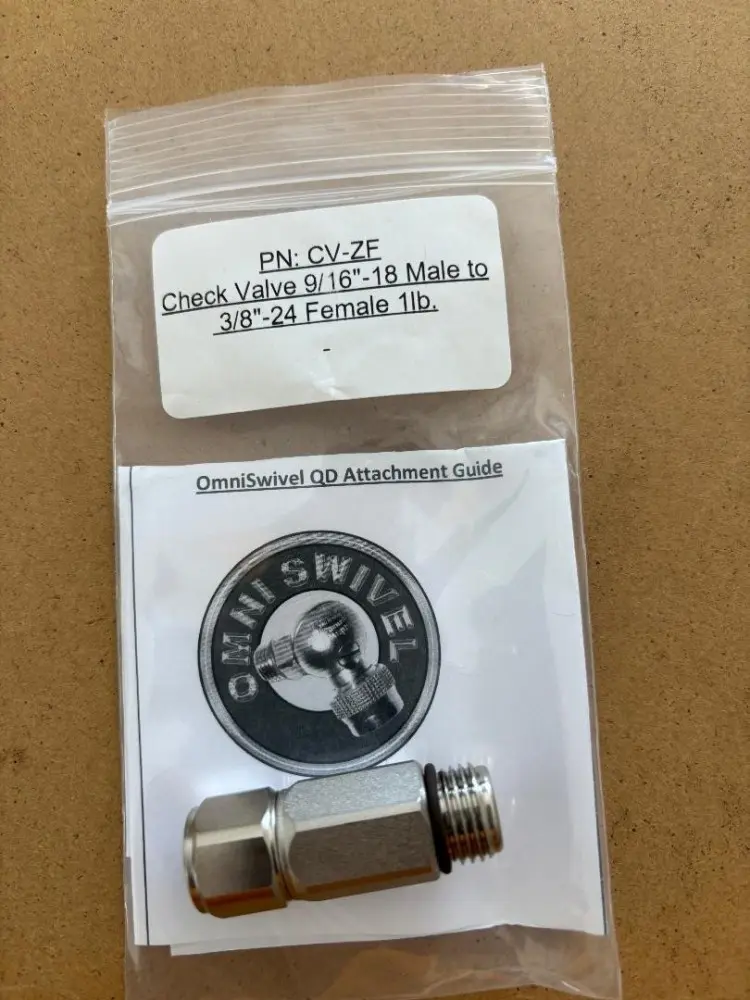 PN: CV-ZF
Check Valve 9/16"-18 Male to
3/8"-24 Female 1lb.
-
OmniSwivel QD Attachment Guide
OMNI SWIVEL